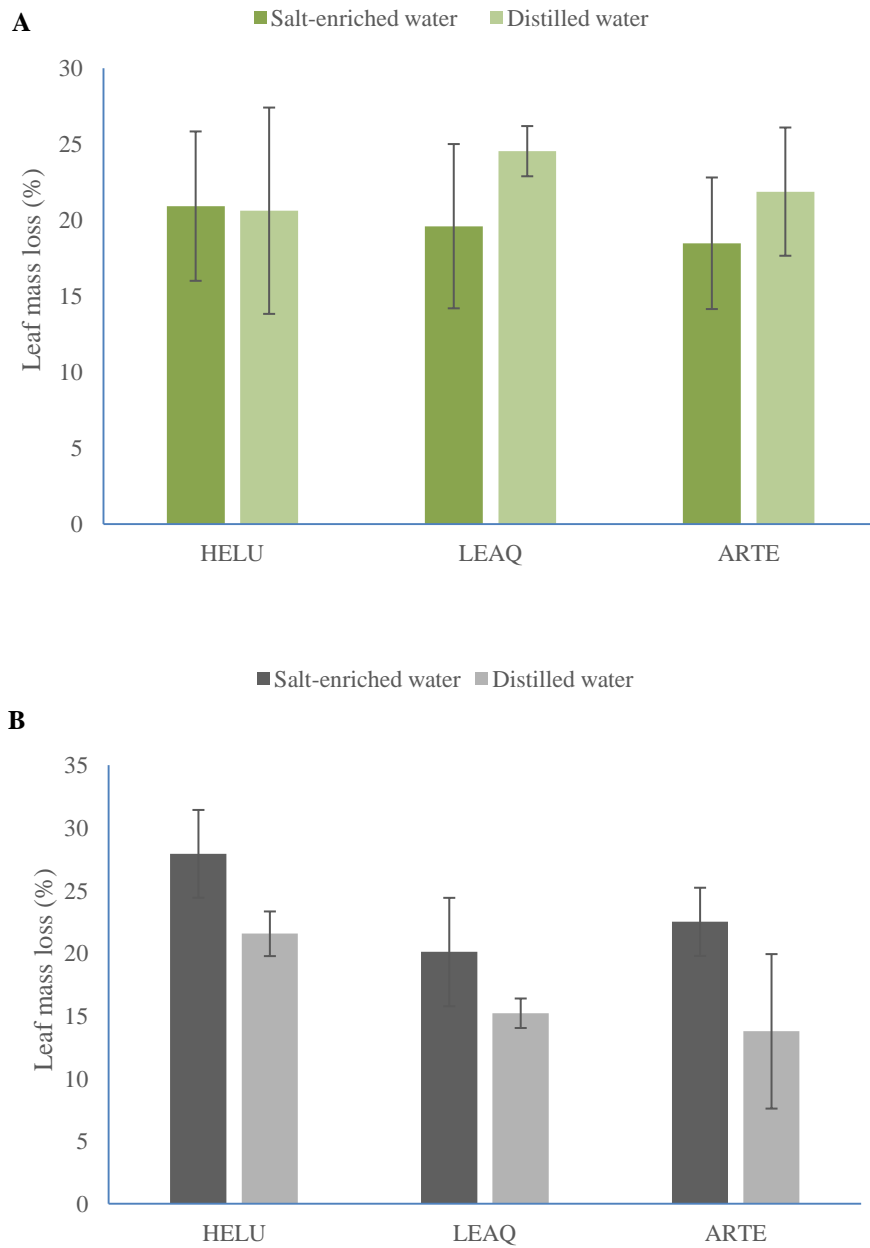 A
Salt-enriched water Distilled water
30
25
20
15
10
5
0
Leaf mass loss (%)
HELU LEAQ ARTE
Salt-enriched water Distilled water
B
35
30
25
20
15
10
5
0
Leaf mass loss (%)
HELU LEAQ ARTE